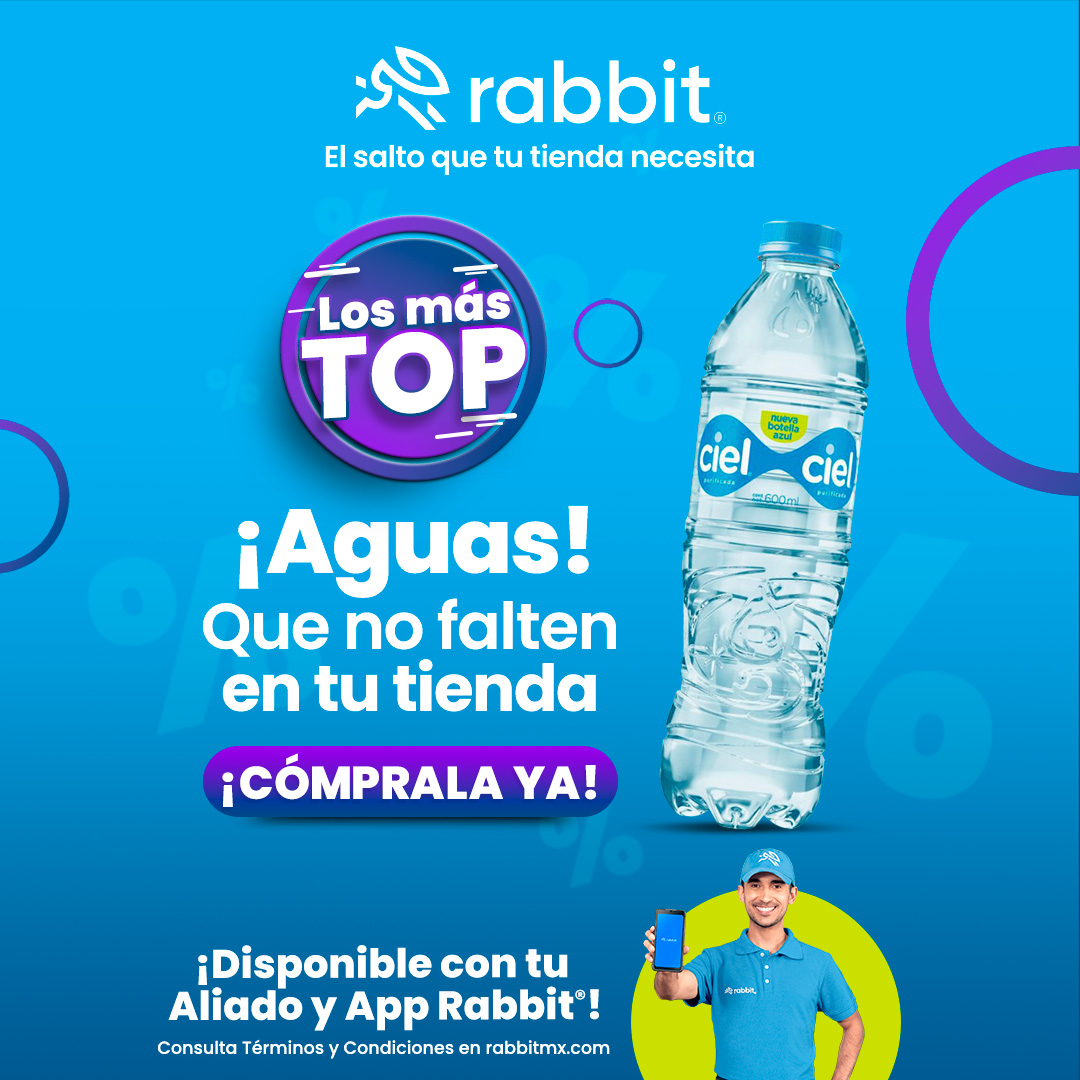 rabbit®
El salto que tu tienda necesita
Los más
TOP
nueva
botella
azul
ciel ciel
purificada purificada
600ml
¡Aguas!
Que no falten
en tu tienda
¡CÓMPRALA YA!
rabbit
¡Disponible con tu
Aliado y App Rabbit®!
Consulta Términos y Condiciones en rabbitmx.com